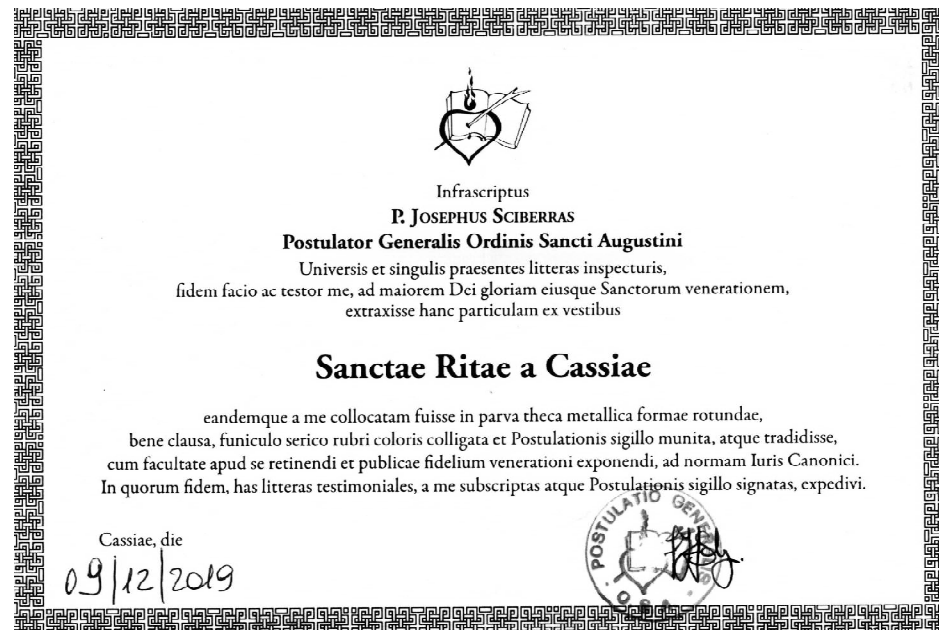 Infrascriptus
P. Josephus Sciberras
Postulator Generalis Ordinis Sancti Augustini
Universis et singulis praesentes litteras inspecturis,
fidem facio ac testor me, ad maiorem Dei gloriam eiusque Sanctorum venerationem,
extraxisse hanc particulam ex vestibus
Sanctae Ritae a Cassiae
eandemque a me collocatam fuisse in parva theca metallica formae rotundae,
bene clausa, funiculo serico rubri coloris colligata et Postulationis sigillo munita, atque tradidisse,
cum facultate apud se retinendi et publicae fidelium venerationi exponendi, ad normam Iuris Canonici.
In quorum fidem, has litteras testimoniales, a me subscriptas atque Postulationis sigillo signatas, expedivi.
Cassiae, die
09/12/2019
POSTULATIO GENERALIS
O.S.A.